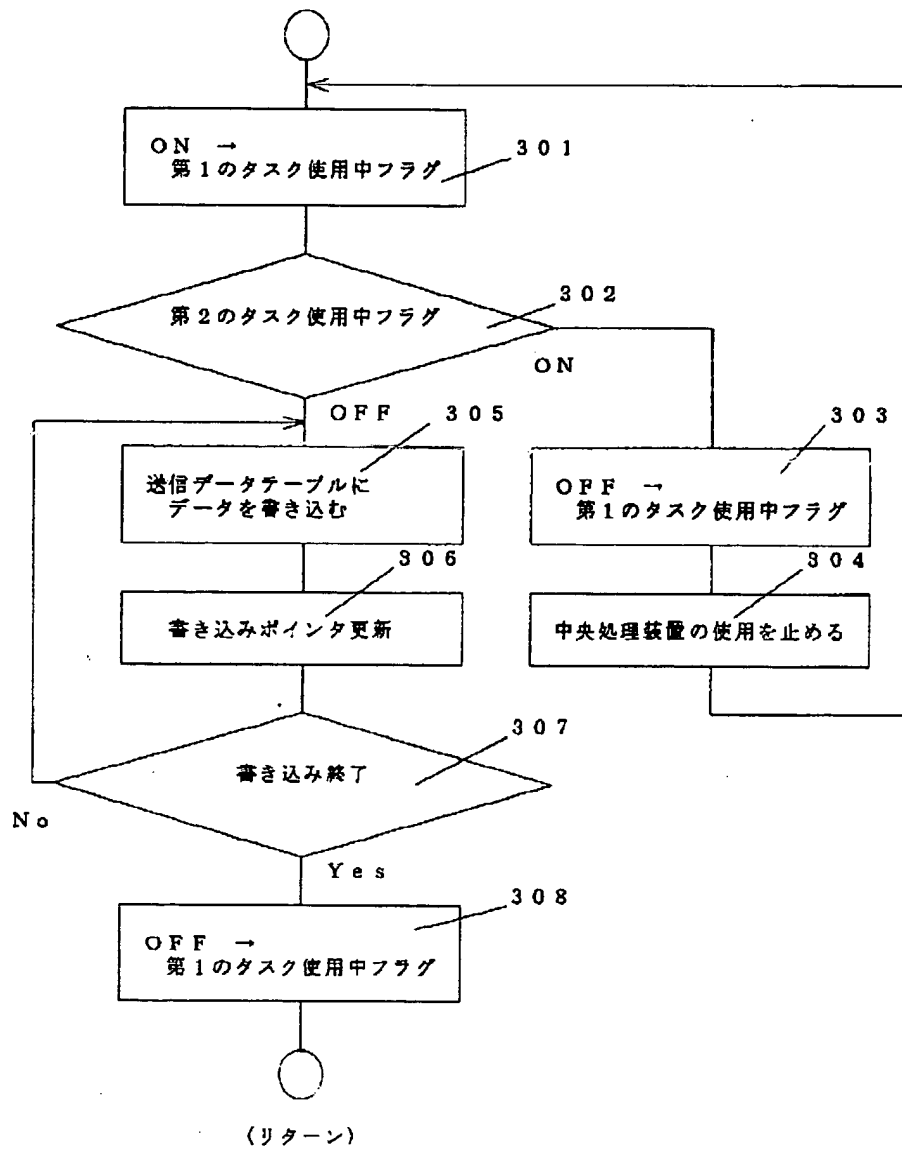 ON →
第1のタスク使用中フラグ
301
第2のタスク使用中フラグ
302
ON
OFF
305
送信データテーブルに
データを書き込む
303
OFF →
第1のタスク使用中フラグ
306
書き込みポインタ更新
304
中央処理装置の使用を止める
307
書き込み終了
No
Yes
308
OFF →
第1のタスク使用中フラグ
(リターン)